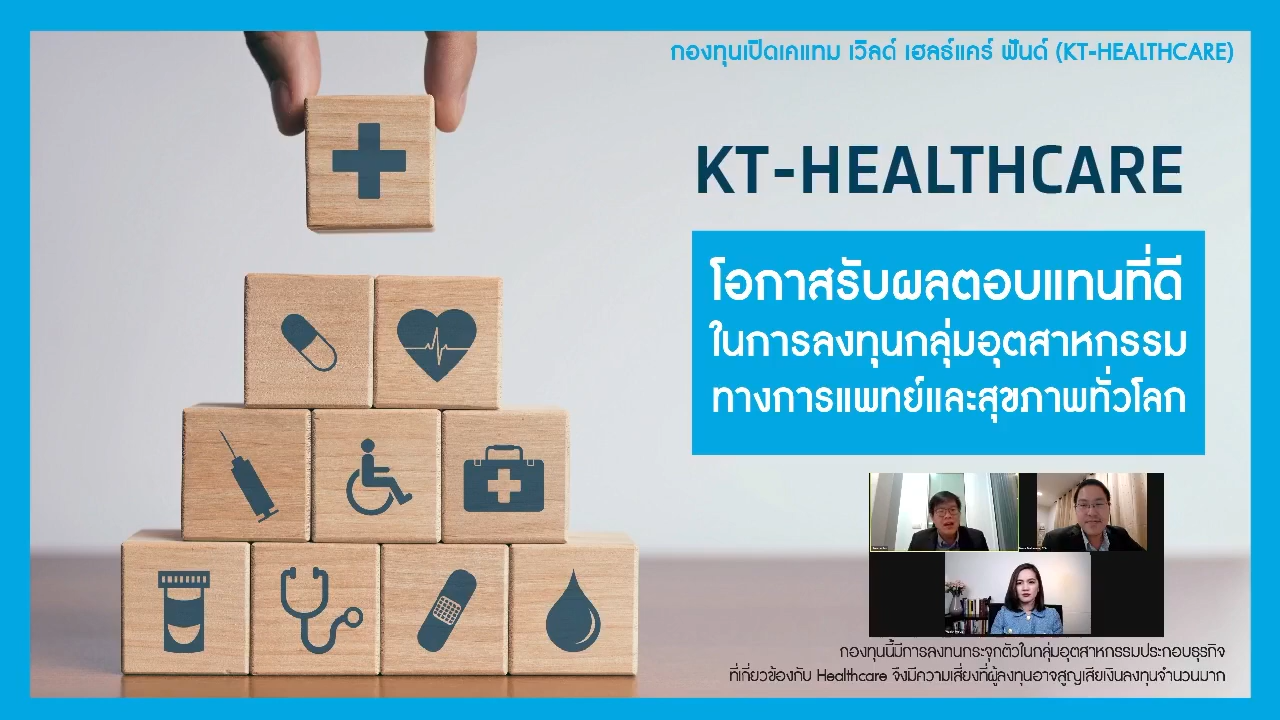 กองทุนเปิดเคแทม เวิลด์ เฮลธ์แคร์ ฟันด์ (KT-HEALTHCARE)
KT-HEALTHCARE
โอกาสรับผลตอบแทนที่ดี
ในการลงทุนกลุ่มอุตสาหกรรม
ทางการแพทย์และสุขภาพทั่วโลก
กองทุนนี้มีการลงทุนกระจุกตัวในกลุ่มอุตสาหกรรมประกอบธุรกิจ
ที่เกี่ยวข้องกับ Healthcare จึงมีความเสี่ยงที่ผู้ลงทุนอาจสูญเสียเงินลงทุนจำนวนมาก